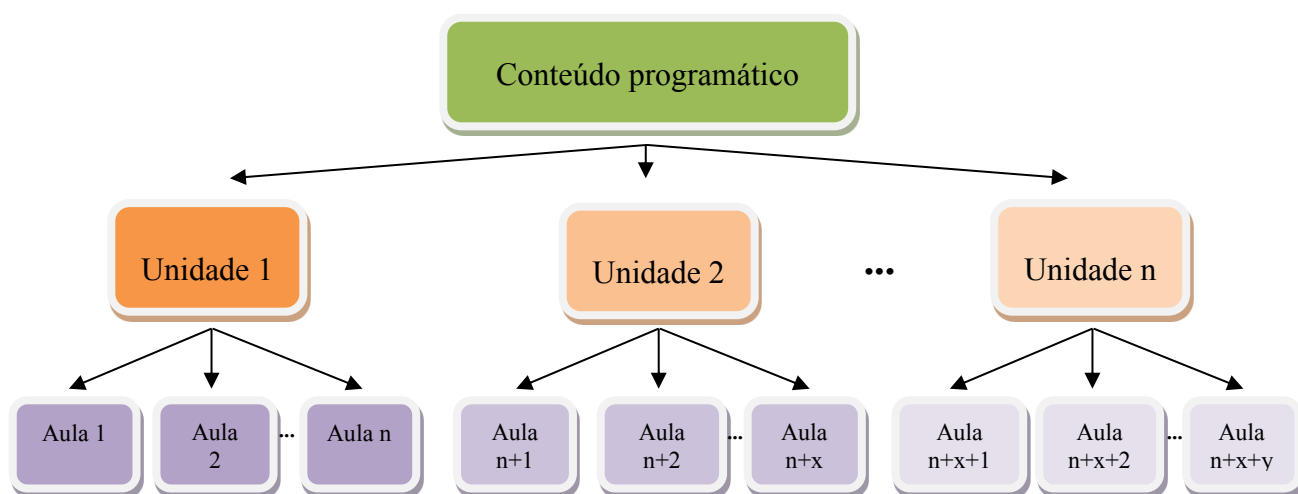 Conteúdo programático
Unidade 1
Unidade 2
...
Unidade n
Aula 1
Aula
2
...
Aula n
Aula
n+1
Aula
n+2
...
Aula
n+x
Aula
n+x+1
Aula
n+x+2
...
Aula
n+x+y